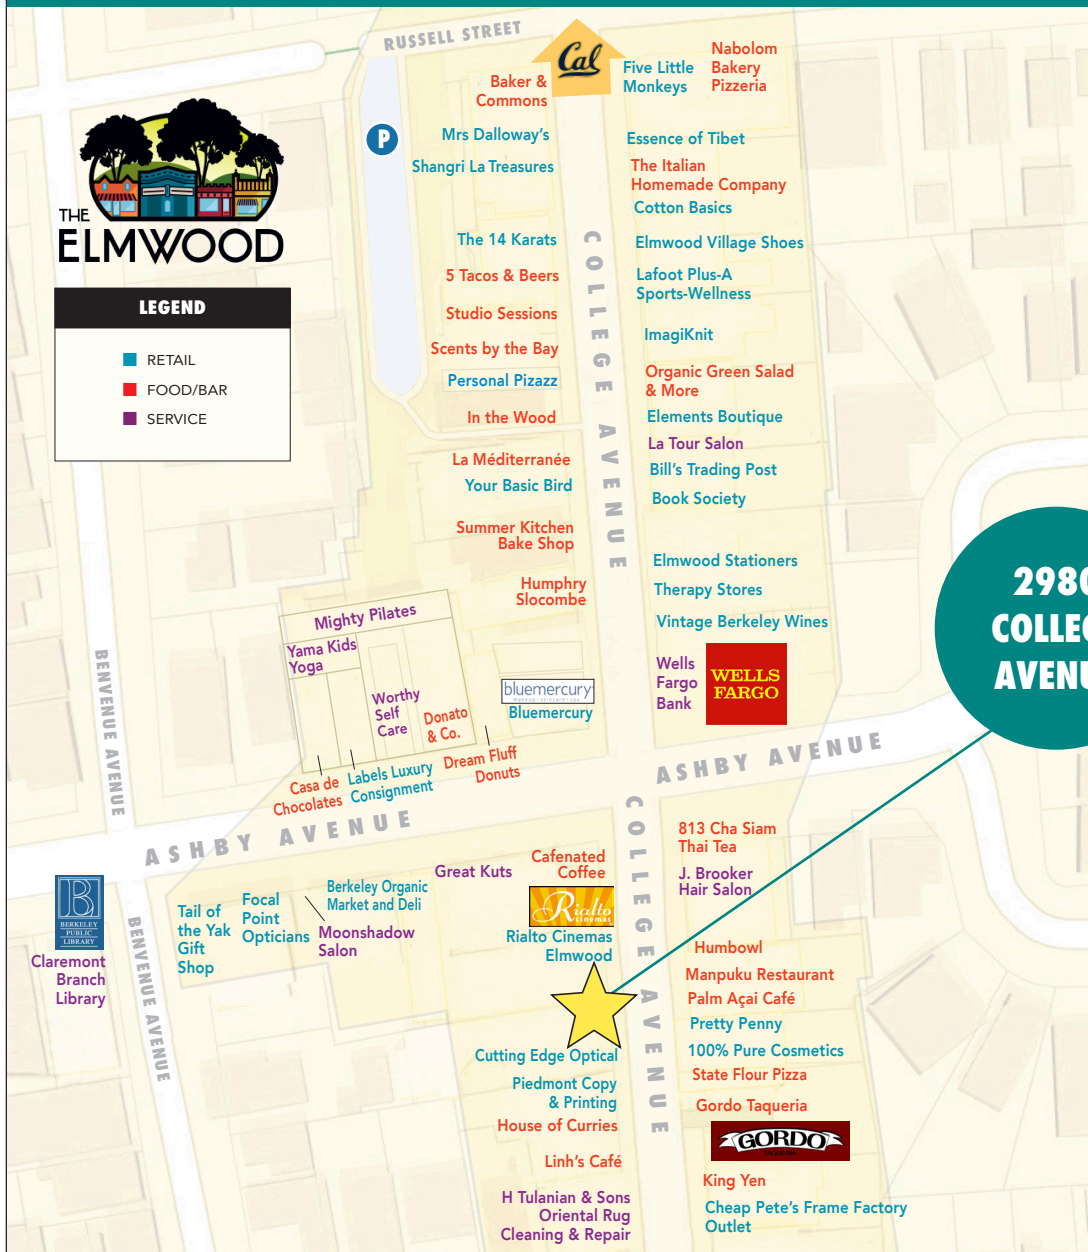 RUSSELL STREET
Cal
Baker &
Commons
Five Little
Monkeys
Nabolom
Bakery
Pizzeria
P
Mrs Dalloway's
Shangri La Treasures
Essence of Tibet
The Italian
Homemade Company
Cotton Basics
THE
ELMWOOD
LEGEND
RETAIL
FOOD/BAR
SERVICE
The 14 Karats
5 Tacos & Beers
Studio Sessions
Scents by the Bay
Personal Pizazz
In the Wood
La Méditerranée
Your Basic Bird
Summer Kitchen
Bake Shop
Humphry
Slocombe
COLLEGE AVENUE
Elmwood Village Shoes
Lafoot Plus-A
Sports-Wellness
ImagiKnit
Organic Green Salad
& More
Elements Boutique
La Tour Salon
Bill's Trading Post
Book Society
Elmwood Stationers
Therapy Stores
Vintage Berkeley Wines
Wells
Fargo
Bank
WELLS
FARGO
2980
COLLEG
AVENU
Mighty Pilates
Yama Kids
Yoga
Worthy
Self
Care
Donato
& Co.
bluemercury
Bluemercury
Casa de
Chocolates
Labels Luxury
Consignment
Dream Fluff
Donuts
BENVENUE AVENUE
ASHBY AVENUE
ASHBY AVENUE
B
BERKELEY
PUBLIC
LIBRARY
Claremont
Branch
Library
BENVENUE AVENUE
Tail of
the Yak
Gift
Shop
Focal
Point
Opticians
Berkeley Organic
Market and Deli
Moonshadow
Salon
Great Kuts
Cafenated
Coffee
Rialto
cinemas
Rialto Cinemas
Elmwood
COLLEGE AVENUE
813 Cha Siam
Thai Tea
J. Brooker
Hair Salon
Humbowl
Manpuku Restaurant
Palm Açai Café
Pretty Penny
100% Pure Cosmetics
State Flour Pizza
Gordo Taqueria
GORDO
TAQUERIA
King Yen
Cheap Pete's Frame Factory
Outlet
Cutting Edge Optical
Piedmont Copy
& Printing
House of Curries
Linh's Café
H Tulanian & Sons
Oriental Rug
Cleaning & Repair